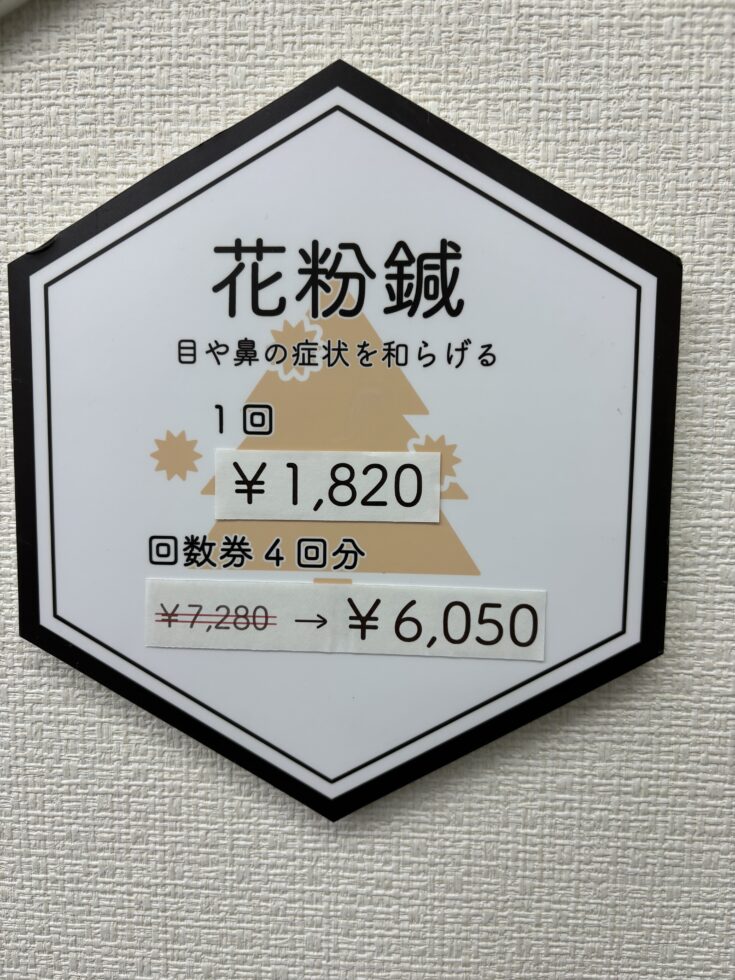 花粉鍼
目や鼻の症状を和らげる
1回
¥1,820
回数券4回分
¥7,280 → ¥6,050